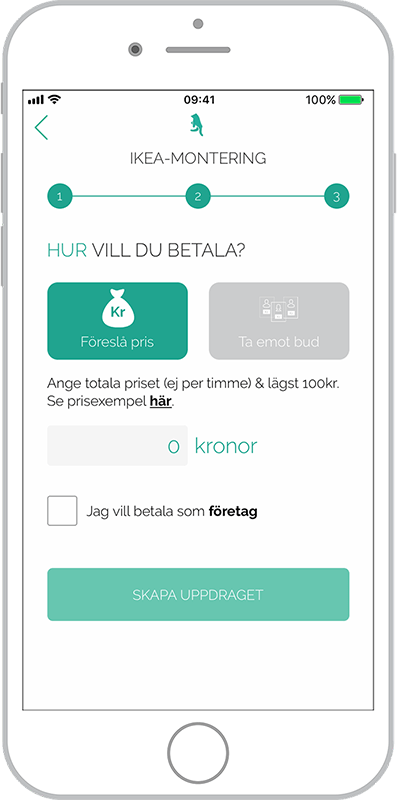 09:41 100%
IKEA-MONTERING
1 2 3
HUR VILL DU BETALA?
Kr
Föreslå pris Ta emot bud
Ange totala priset (ej per timme) & lägst 100kr.
Se prisexempel här.
0 kronor
Jag vill betala som företag
SKAPA UPPDRAGET